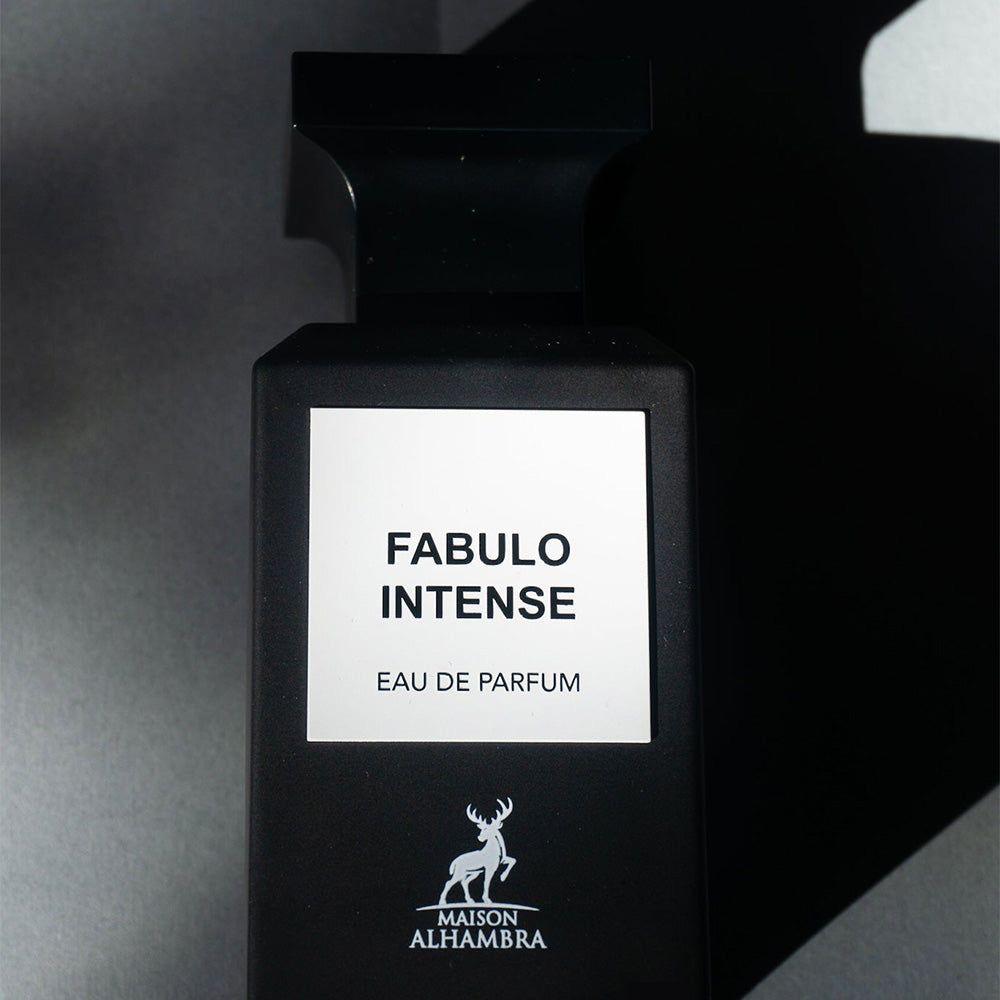 FABULO
INTENSE
EAU DE PARFUM
MAISON
ALHAMBRA